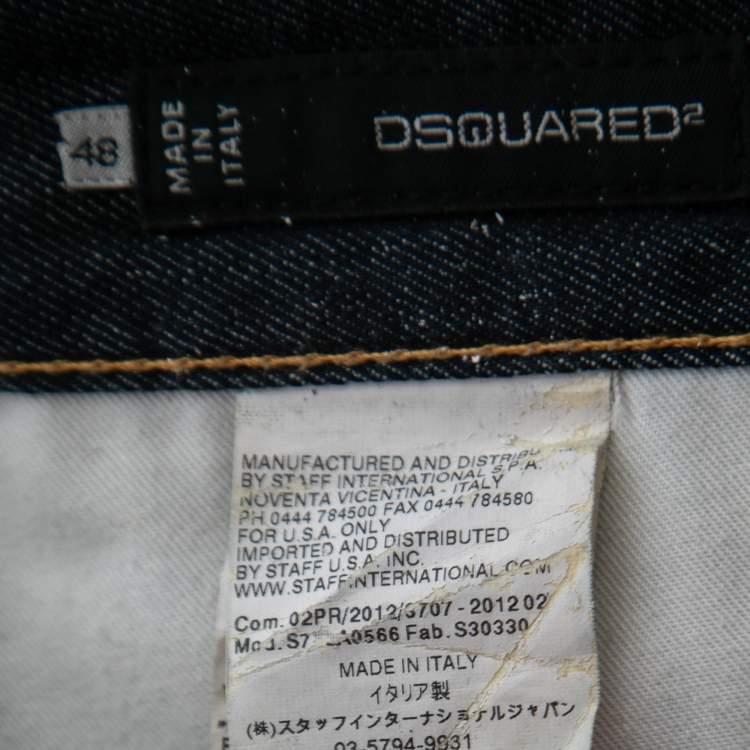 48
MADE
IN
ITALY
DSQUARED²
MANUFACTURED AND
BY STAFF INTERNATIONAL S.P.A.
NOVENTA VICENTINA - ITALY
PH 0444 784500 FAX 0444 784580
FOR U.S.A. ONLY
IMPORTED AND DISTRIBUTED
BY STAFF U.S.A. INC.
WWW.STAFFINTERNATIONAL.COM
Com. 02PR/2012/ - 2012 02
Mod. Fab. S30330
MADE IN ITALY
イタリア製
(株)スタッフインターナショナルジャパン
03-5794-9931